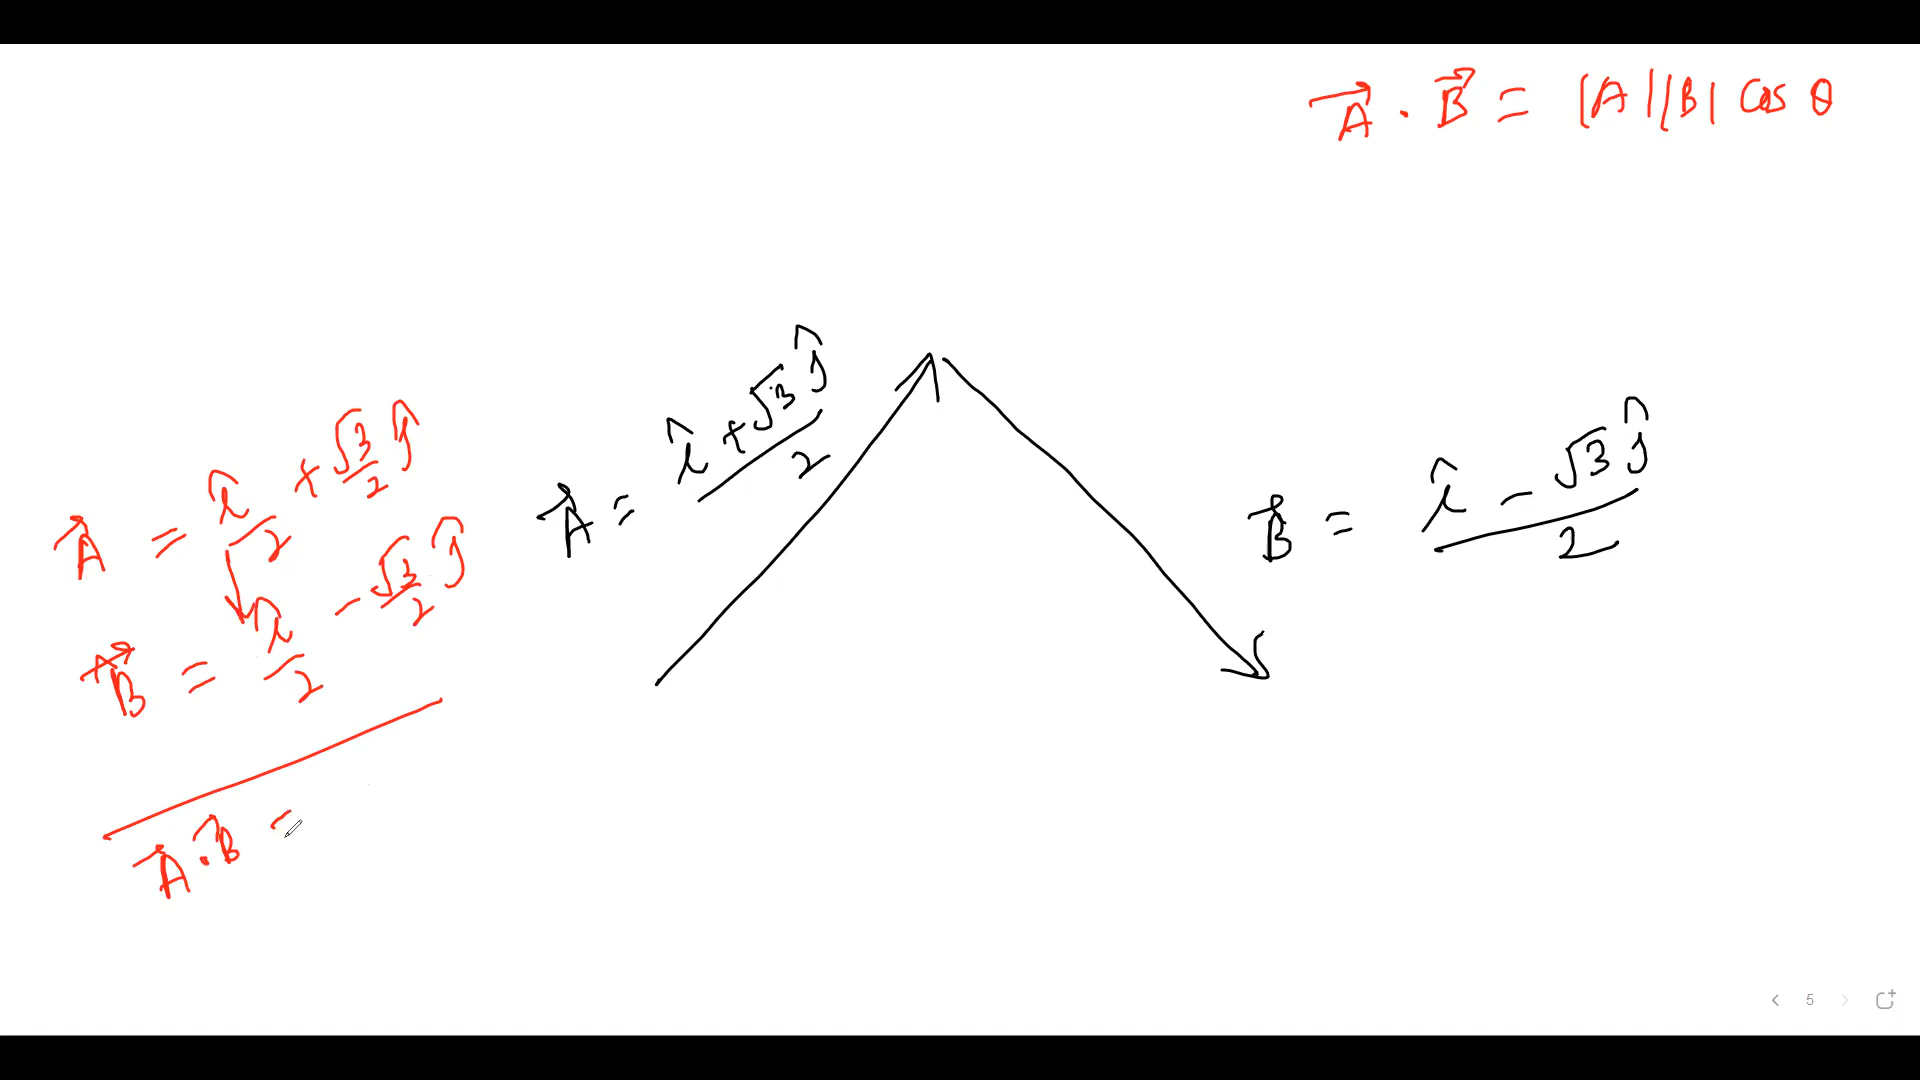 A⃗ · B⃗ = |A||B| cos θ
A⃗ = (î + √3 ĵ)/2
B⃗ = (î - √3 ĵ)/2
A⃗ = î/2 + √3/2 ĵ
B⃗ = î/2 - √3/2 ĵ
A⃗ · B⃗ =
5